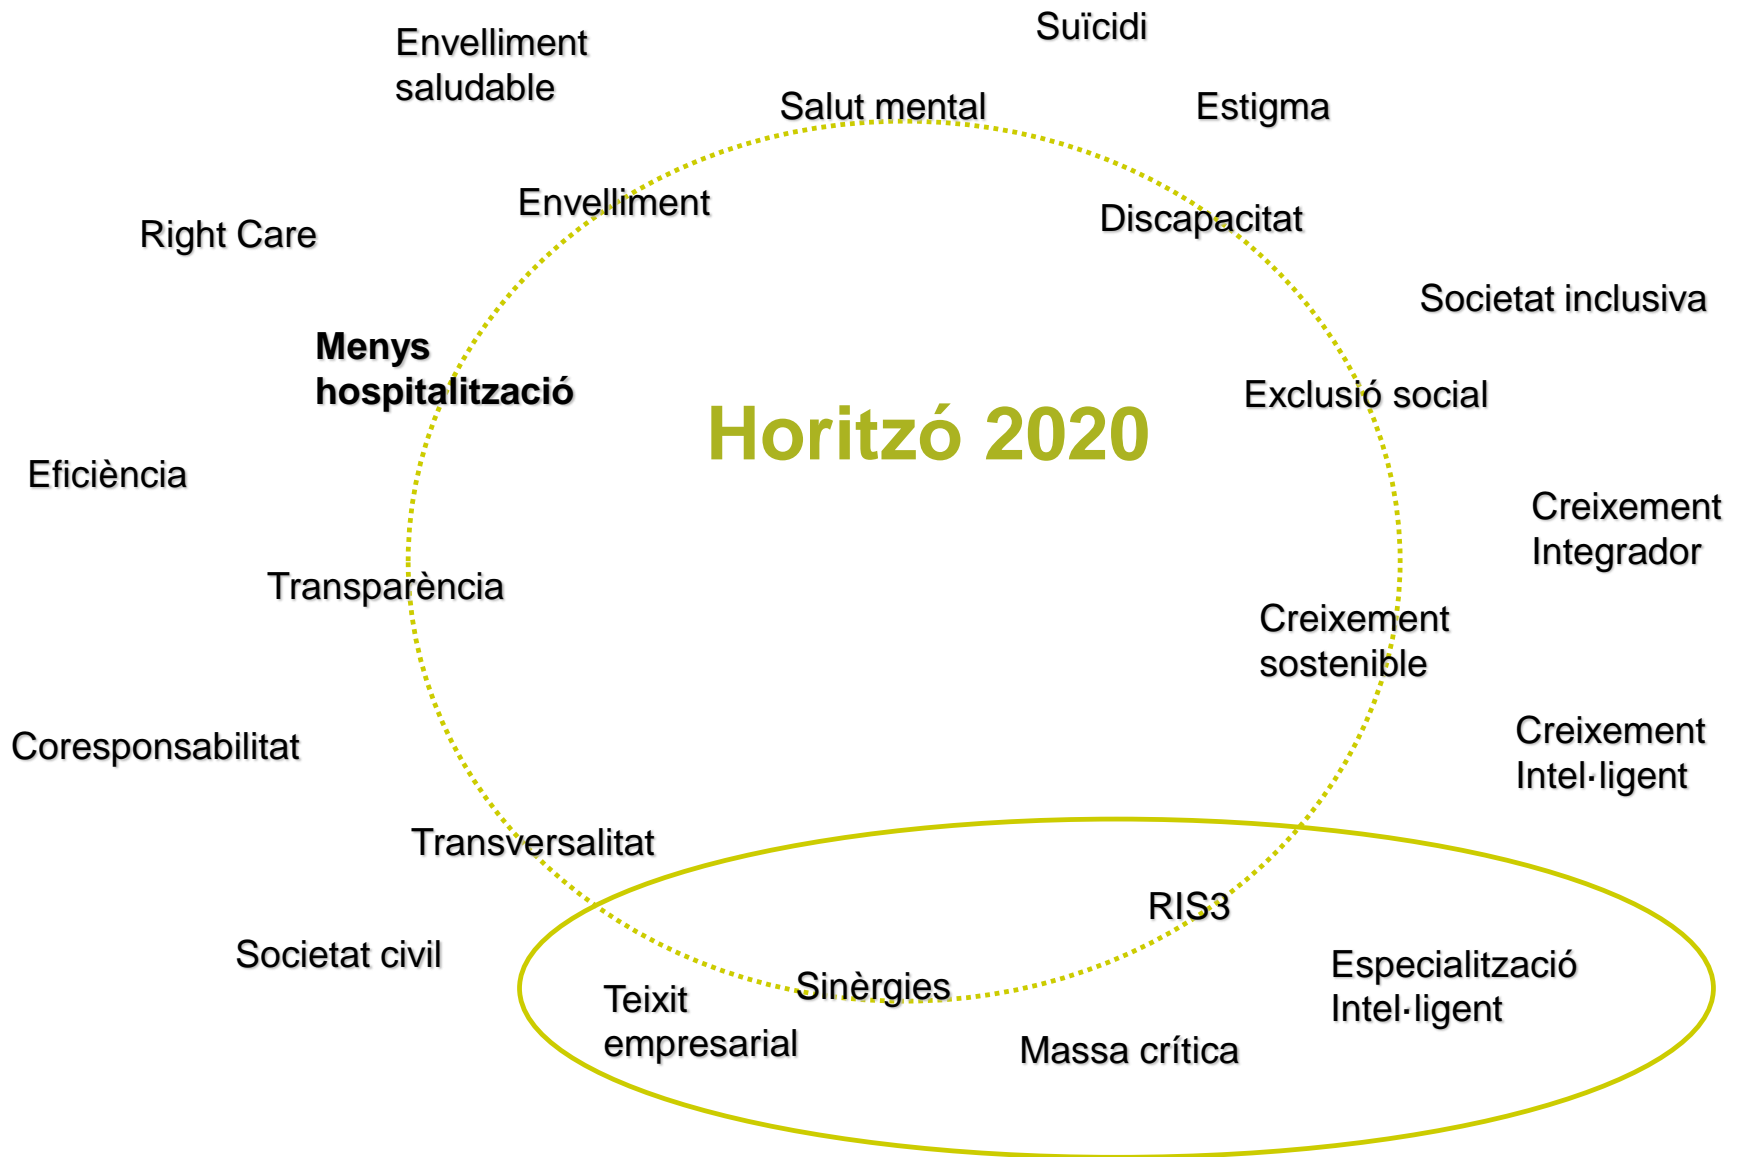 Suïcidi
Envelliment
saludable
Salut mental
Estigma
Envelliment
Discapacitat
Right Care
Societat inclusiva
Menys
hospitalització
Exclusió social
Horitzó 2020
Eficiència
Creixement
Integrador
Transparència
Creixement
sostenible
Coresponsabilitat
Creixement
Intel·ligent
Transversalitat
RIS3
Societat civil
Especialització
Intel·ligent
Sinèrgies
Teixit
empresarial
Massa crítica